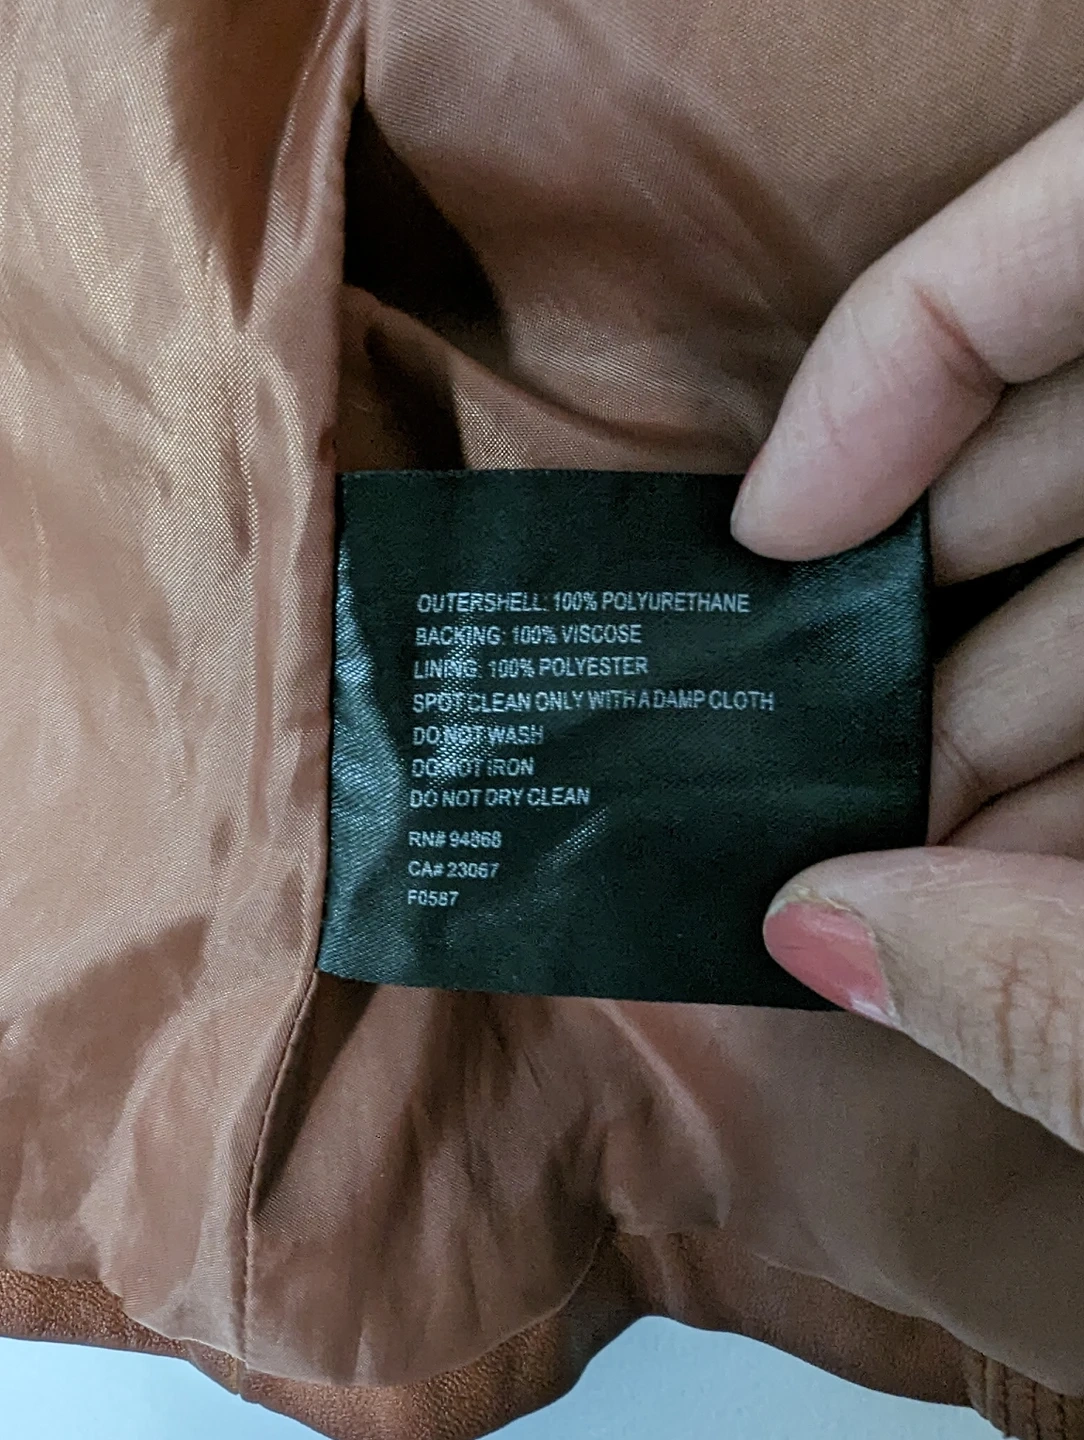 OUTERSHELL: 100% POLYURETHANE
BACKING: 100% VISCOSE
LINING: 100% POLYESTER
SPOT CLEAN ONLY WITH A DAMP CLOTH
DO NOT WASH
DO NOT IRON
DO NOT DRY CLEAN
RN# 94868
CA# 23067
F0587